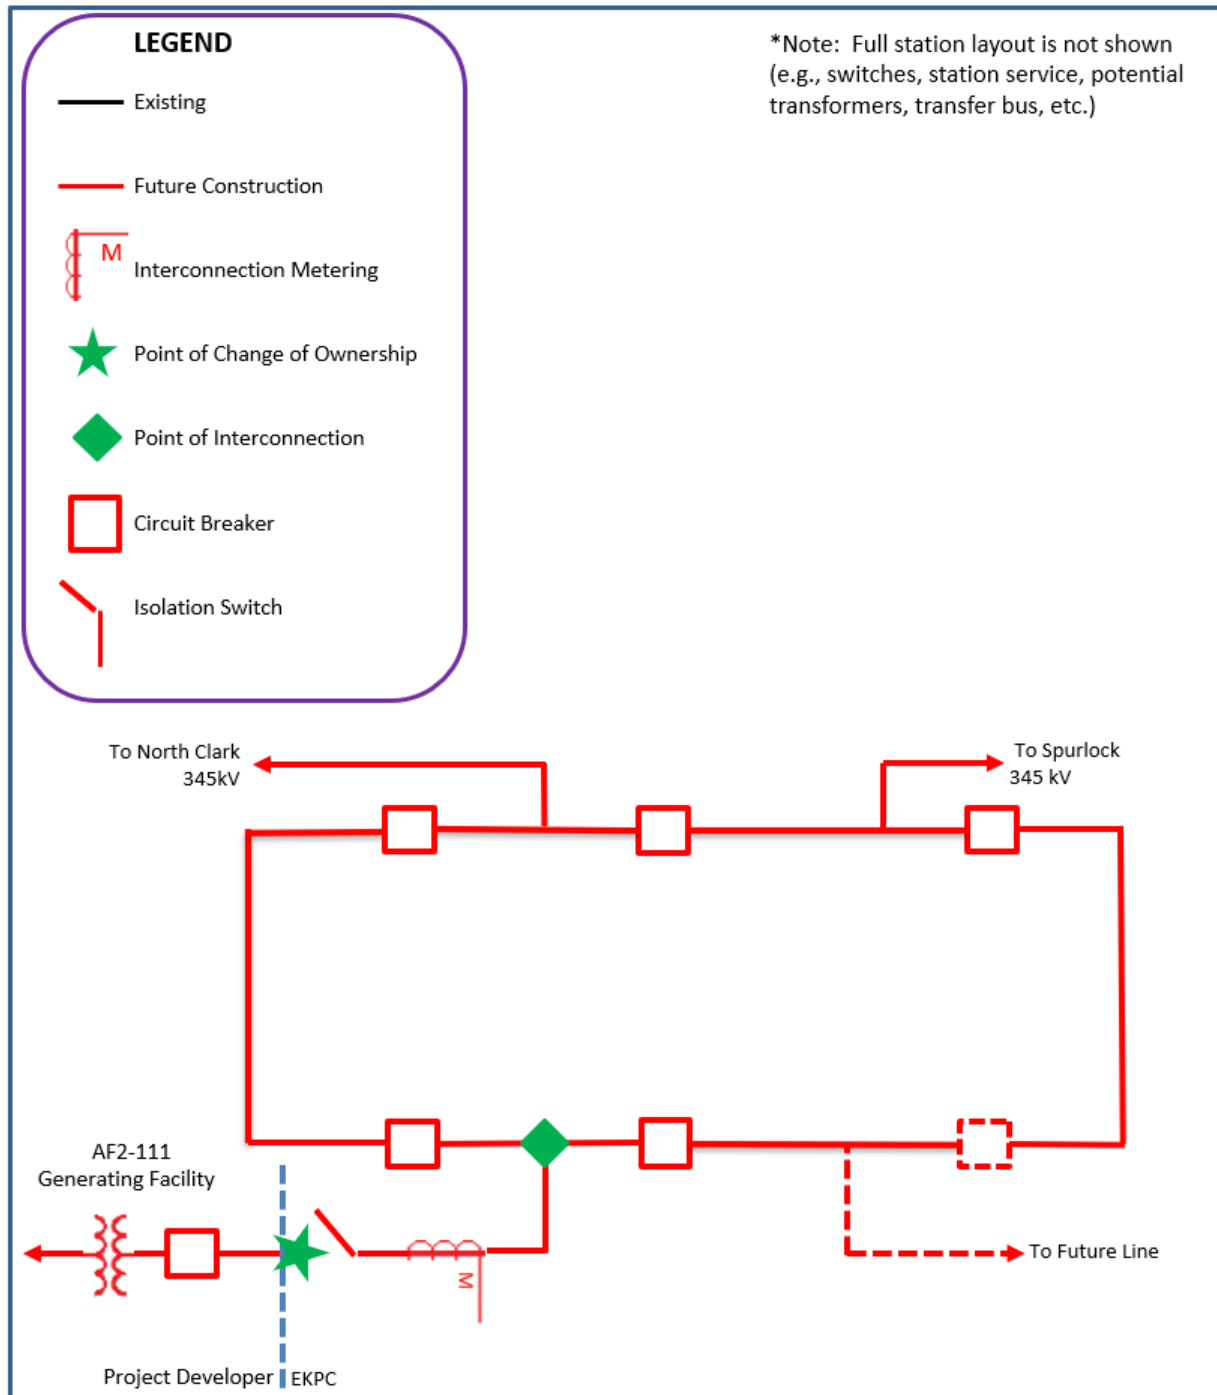 LEGEND
Existing
Future Construction
M
Interconnection Metering
Point of Change of Ownership
Point of Interconnection
Circuit Breaker
Isolation Switch
*Note: Full station layout is not shown
(e.g., switches, station service, potential
transformers, transfer bus, etc.)
To North Clark
345kV
To Spurlock
345 kV
AF2-111
Generating Facility
M
To Future Line
Project Developer
EKPC